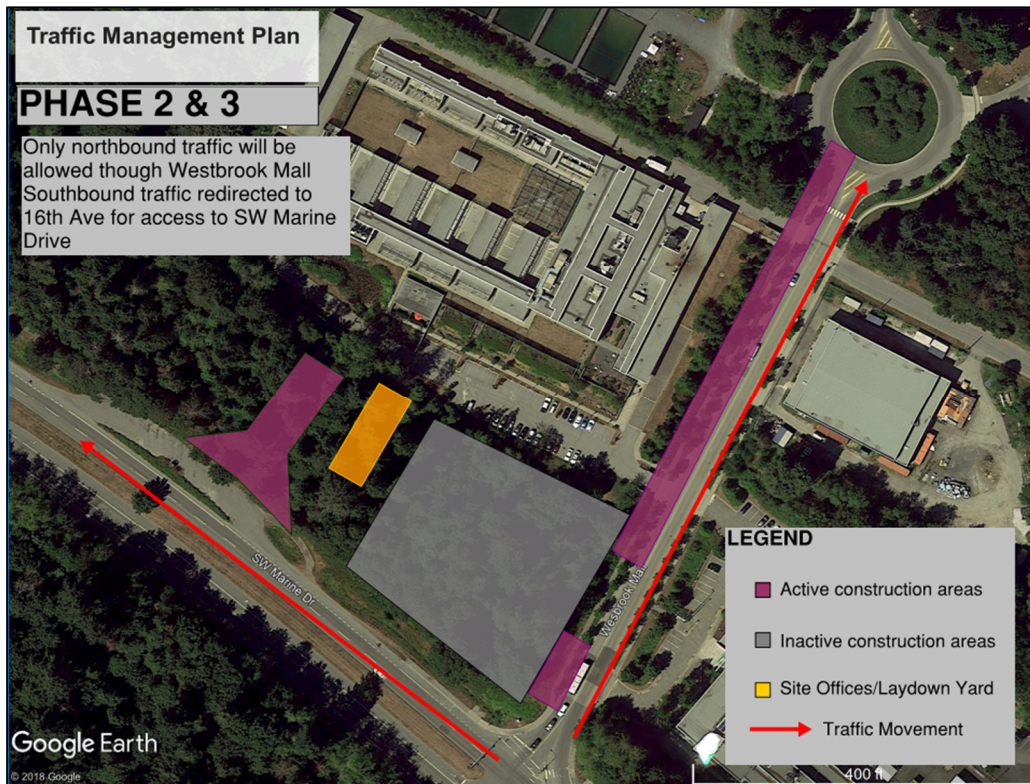 Traffic Management Plan
PHASE 2 & 3
Only northbound traffic will be
allowed though Westbrook Mall
Southbound traffic redirected to
16th Ave for access to SW Marine
Drive
SW Marine Dr
Wesbrook Mall
LEGEND
Active construction areas
Inactive construction areas
Site Offices/Laydown Yard
Traffic Movement
400 ft
Google Earth
© 2018 Google